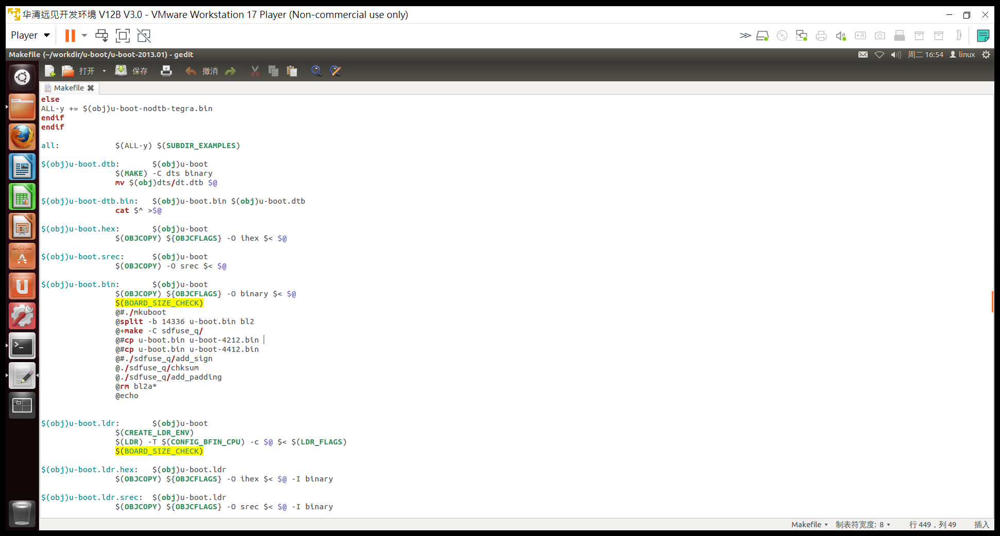 华清远见开发环境 V12B V3.0 - VMware Workstation 17 Player (Non-commercial use only)
Player
Makefile (~/workdir/u-boot/u-boot-2013.01) - gedit
周二 16:54 linux
打开 保存 撤消
Makefile
else
ALL-y += $(obj)u-boot-nodtb-tegra.bin
endif
endif
all: $(ALL-y) $(SUBDIR_EXAMPLES)
$(obj)u-boot.dtb: $(obj)u-boot
$(MAKE) -C dts binary
mv $(obj)dts/dt.dtb $@
$(obj)u-boot-dtb.bin: $(obj)u-boot.bin $(obj)u-boot.dtb
cat $^ >$@
$(obj)u-boot.hex: $(obj)u-boot
$(OBJCOPY) ${OBJCFLAGS} -O ihex $< $@
$(obj)u-boot.srec: $(obj)u-boot
$(OBJCOPY) -O srec $< $@
$(obj)u-boot.bin: $(obj)u-boot
$(OBJCOPY) ${OBJCFLAGS} -O binary $< $@
$(BOARD_SIZE_CHECK)
@#./mkuboot
@split -b 14336 u-boot.bin bl2
@+make -C sdfuse_q/
@#cp u-boot.bin u-boot-4212.bin
@#cp u-boot.bin u-boot-4412.bin
@#./sdfuse_q/add_sign
@./sdfuse_q/chksum
@./sdfuse_q/add_padding
@rm bl2a*
@echo
$(obj)u-boot.ldr: $(obj)u-boot
$(CREATE_LDR_ENV)
$(LDR) -T $(CONFIG_BFIN_CPU) -c $@ $< $(LDR_FLAGS)
$(BOARD_SIZE_CHECK)
$(obj)u-boot.ldr.hex: $(obj)u-boot.ldr
$(OBJCOPY) ${OBJCFLAGS} -O ihex $< $@ -I binary
$(obj)u-boot.ldr.srec: $(obj)u-boot.ldr
$(OBJCOPY) ${OBJCFLAGS} -O srec $< $@ -I binary
Makefile 制表符宽度: 8 行 449，列 49 插入